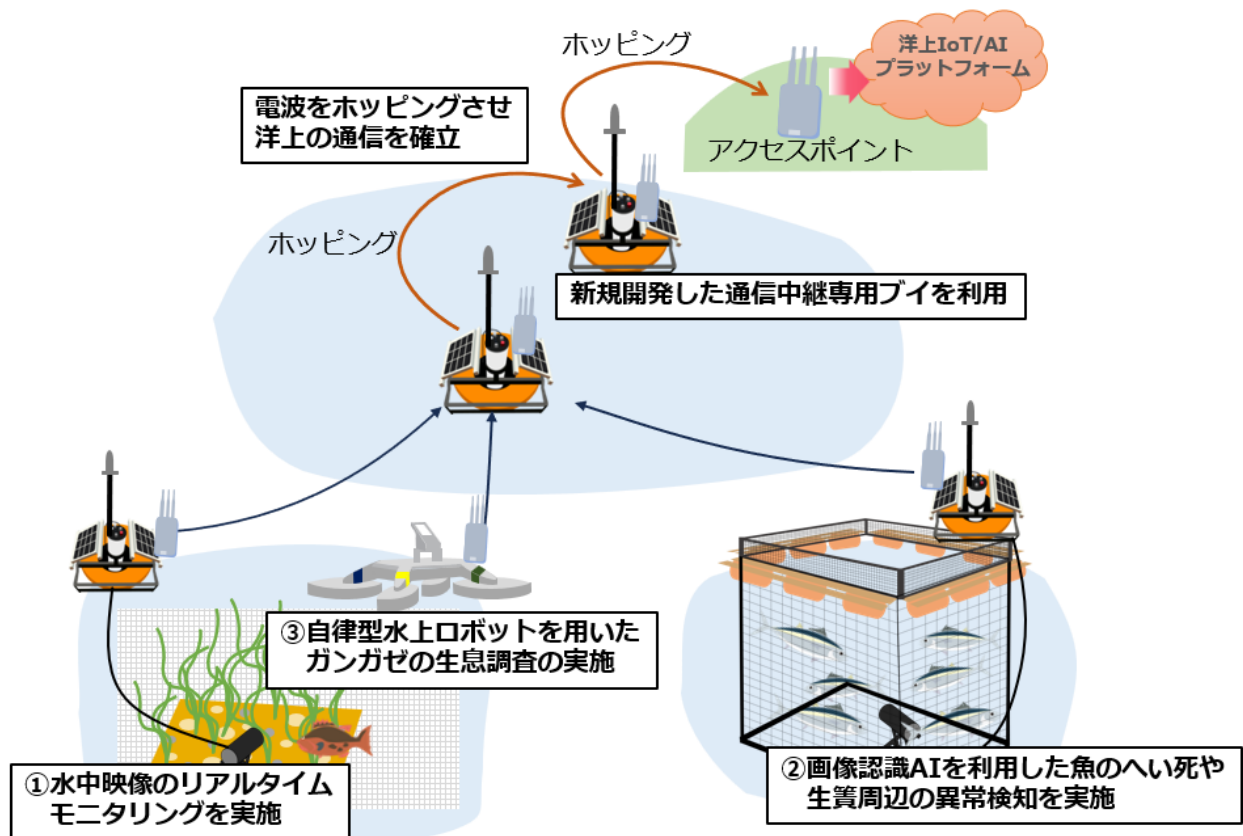 ホッピング
洋上IoT/AI
プラットフォーム
電波をホッピングさせ
洋上の通信を確立
アクセスポイント
ホッピング
新規開発した通信中継専用ブイを利用
③自律型水上ロボットを用いた
ガンガゼの生息調査の実施
①水中映像のリアルタイム
モニタリングを実施
②画像認識AIを利用した魚のへい死や
生簀周辺の異常検知を実施